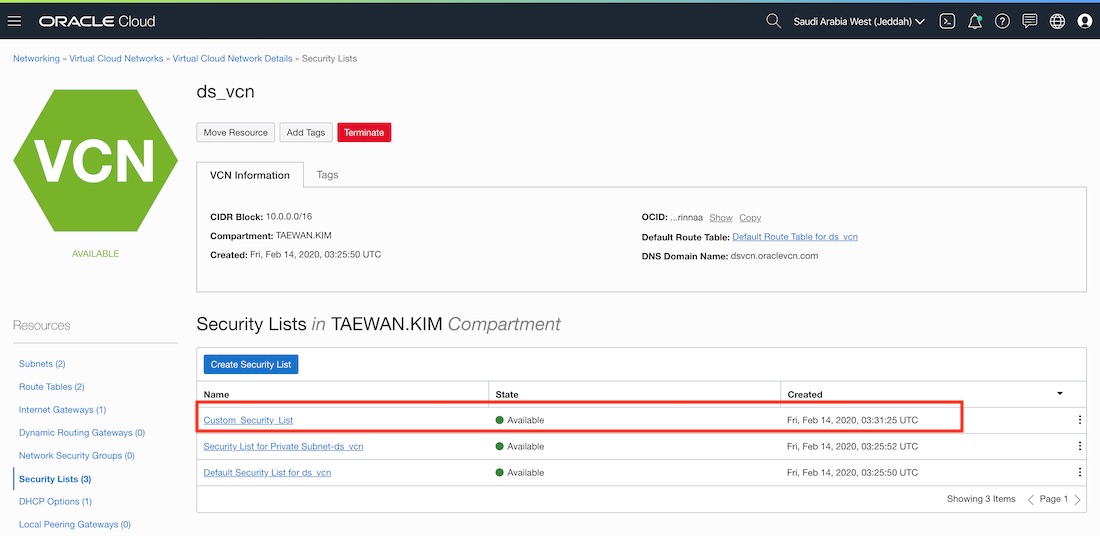 ORACLE Cloud
Saudi Arabia West (Jeddah)
Networking » Virtual Cloud Networks » Virtual Cloud Network Details » Security Lists
VCN
AVAILABLE
ds_vcn
Move Resource
Add Tags
Terminate
VCN Information
Tags
CIDR Block: 10.0.0.0/16
Compartment: TAEWAN.KIM
Created: Fri, Feb 14, 2020, 03:25:50 UTC
OCID: ...rinnaa Show Copy
Default Route Table: Default Route Table for ds_vcn
DNS Domain Name: dsvcn.oraclevcn.com
Resources
Subnets (2)
Route Tables (2)
Internet Gateways (1)
Dynamic Routing Gateways (0)
Network Security Groups (0)
Security Lists (3)
DHCP Options (1)
Local Peering Gateways (0)
Security Lists in TAEWAN.KIM Compartment
Create Security List
Name State Created
Custom_Security_List Available Fri, Feb 14, 2020, 03:31:25 UTC
Security List for Private Subnet-ds_vcn Available Fri, Feb 14, 2020, 03:25:52 UTC
Default Security List for ds_vcn Available Fri, Feb 14, 2020, 03:25:50 UTC
Showing 3 Items Page 1